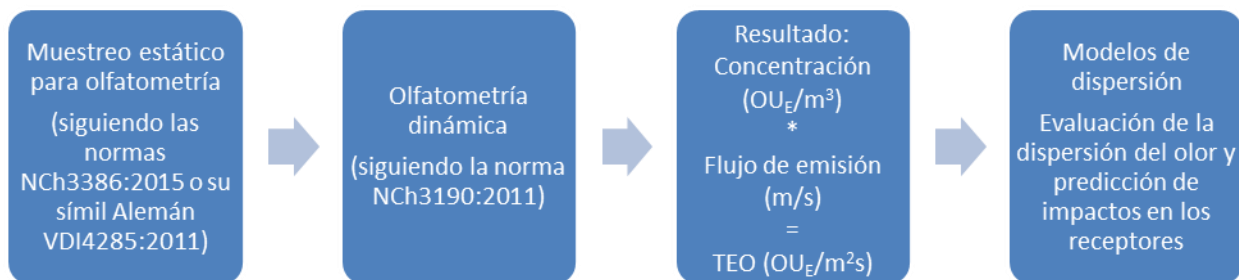 Muestreo estático
para olfatometría
(siguiendo las
normas
NCh3386:2015 o su
símil Alemán
VDI4285:2011)
Olfatometría
dinámica
(siguiendo la norma
NCh3190:2011)
Resultado:
Concentración
(OU_E/m³)
*
Flujo de emisión
(m/s)
=
TEO (OU_E/m²s)
Modelos de
dispersión
Evaluación de la
dispersión del olor y
predicción de
impactos en los
receptores